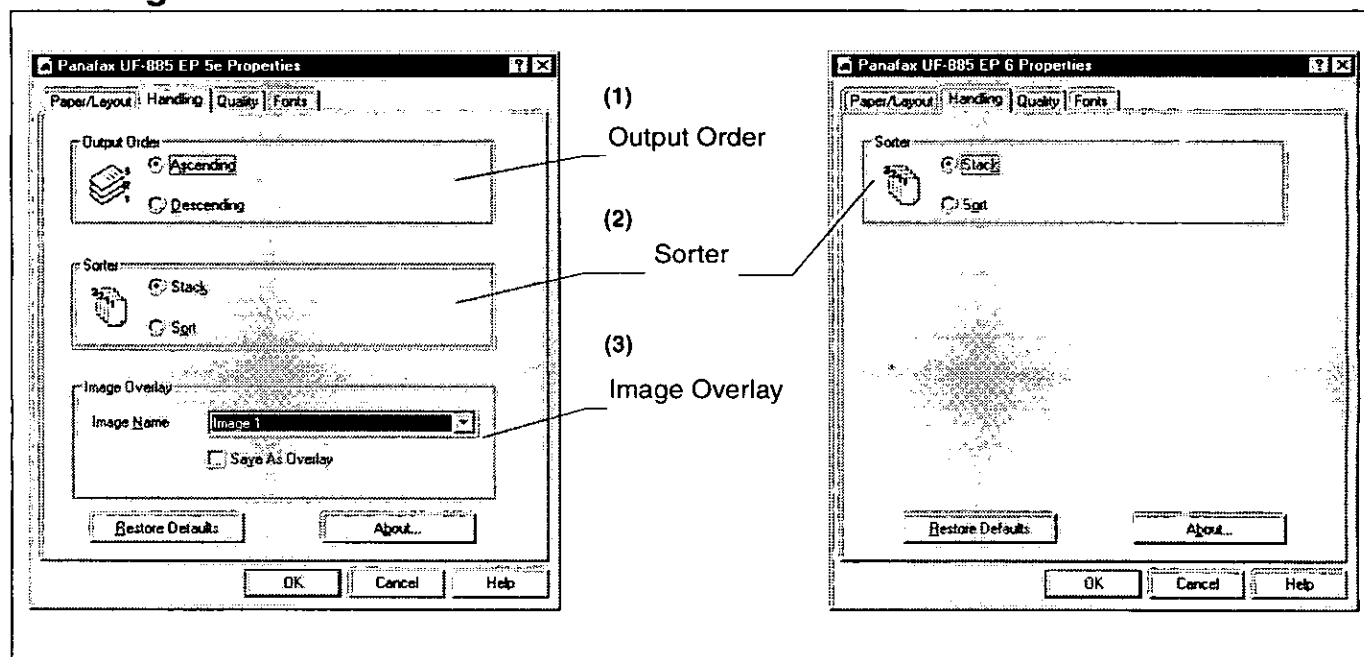 Panafax UF-885 EP 5e Properties
Paper/Layout Handling Quality Fonts
Output Order
Ascending
Descending
Sorter
Stack
Sort
Image Overlay
Image Name Image 1
Save As Overlay
Restore Defaults About...
OK Cancel Help
(1)
Output Order
(2)
Sorter
(3)
Image Overlay
Panafax UF-885 EP 6 Properties
Paper/Layout Handling Quality Fonts
Sorter
Stack
Sort
Restore Defaults About...
OK Cancel Help